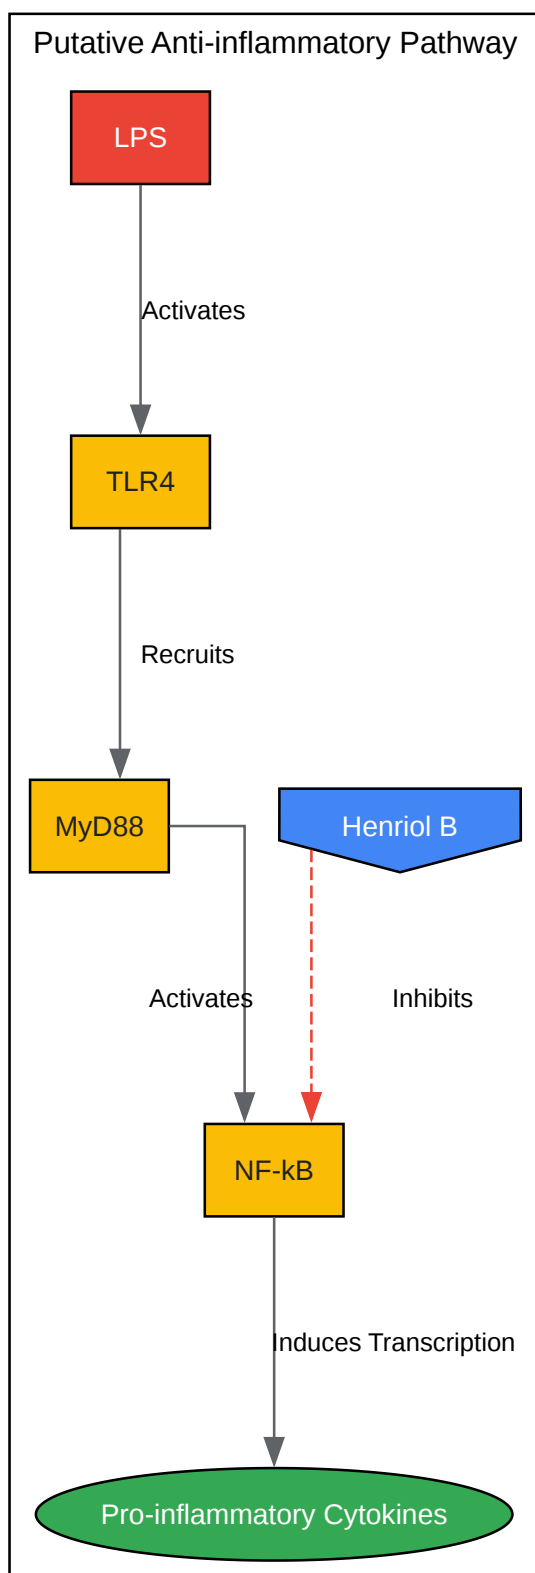 Putative Anti-inflammatory Pathway
LPS
Activates
TLR4
Recruits
MyD88
Henriol B
Activates
Inhibits
NF-kB
Induces Transcription
Pro-inflammatory Cytokines